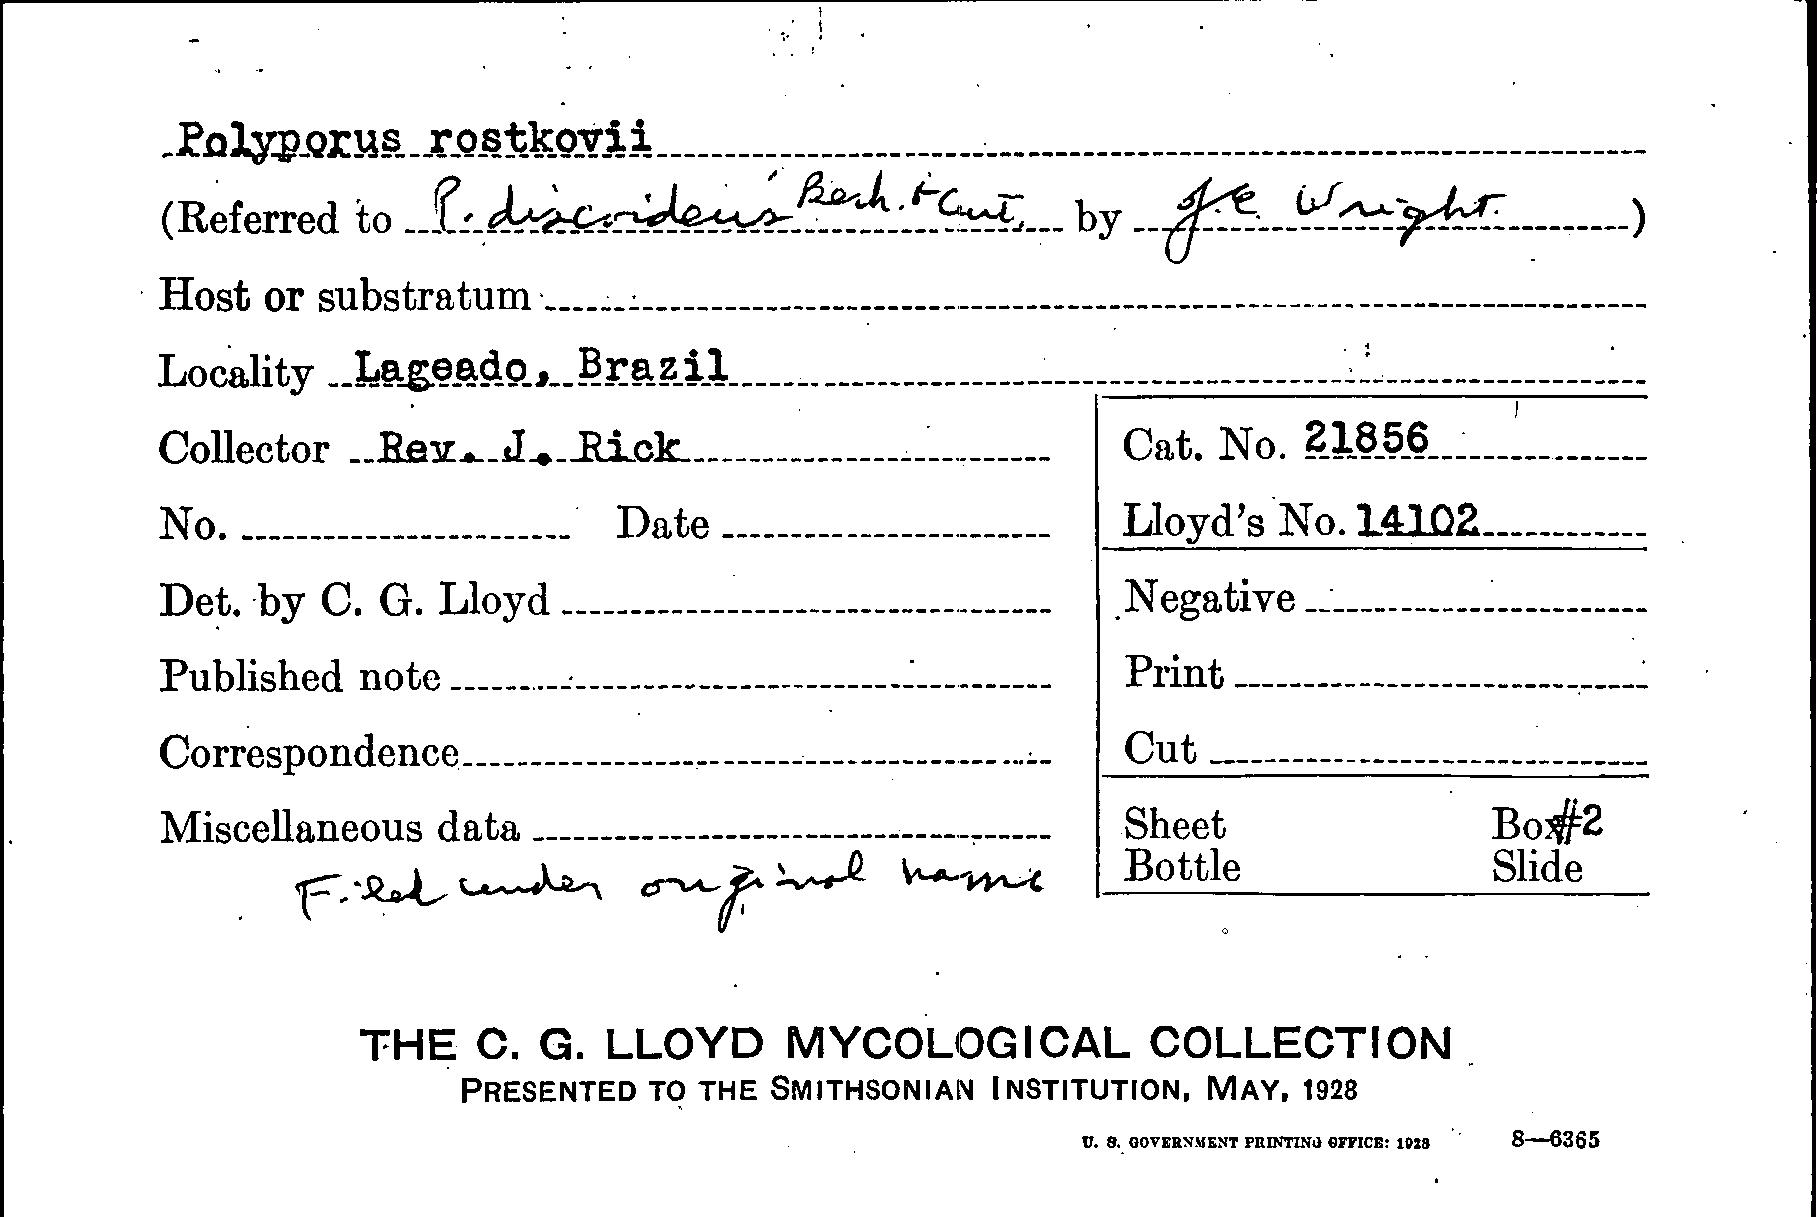 Polyporus rostkovii
(Referred to P. discoideus Berk. + Curt. by J.E. Wright.)
Host or substratum
Locality Lageado, Brazil
Collector Rev. J. Rick
Cat. No. 21856
No. Date
Lloyd's No. 14102
Det. by C. G. Lloyd
Negative
Published note
Print
Correspondence
Cut
Miscellaneous data
Sheet Box #2
Bottle Slide
Filed under original name
THE C. G. LLOYD MYCOLOGICAL COLLECTION
PRESENTED TO THE SMITHSONIAN INSTITUTION, MAY, 1928
U. S. GOVERNMENT PRINTING OFFICE: 1928 8—6365